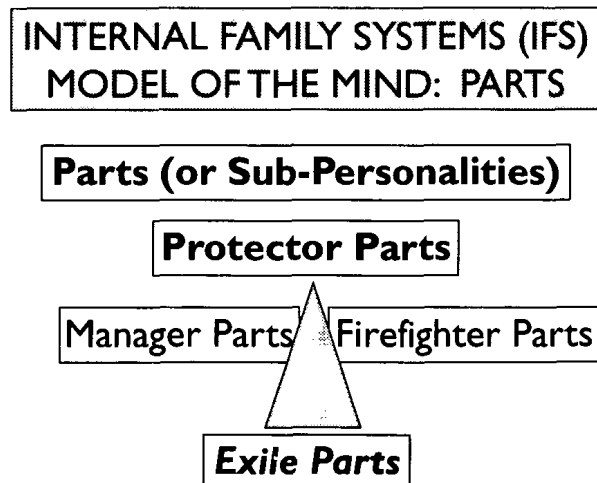 INTERNAL FAMILY SYSTEMS (IFS)
MODEL OF THE MIND: PARTS
Parts (or Sub-Personalities)
Protector Parts
Manager Parts
Firefighter Parts
Exile Parts